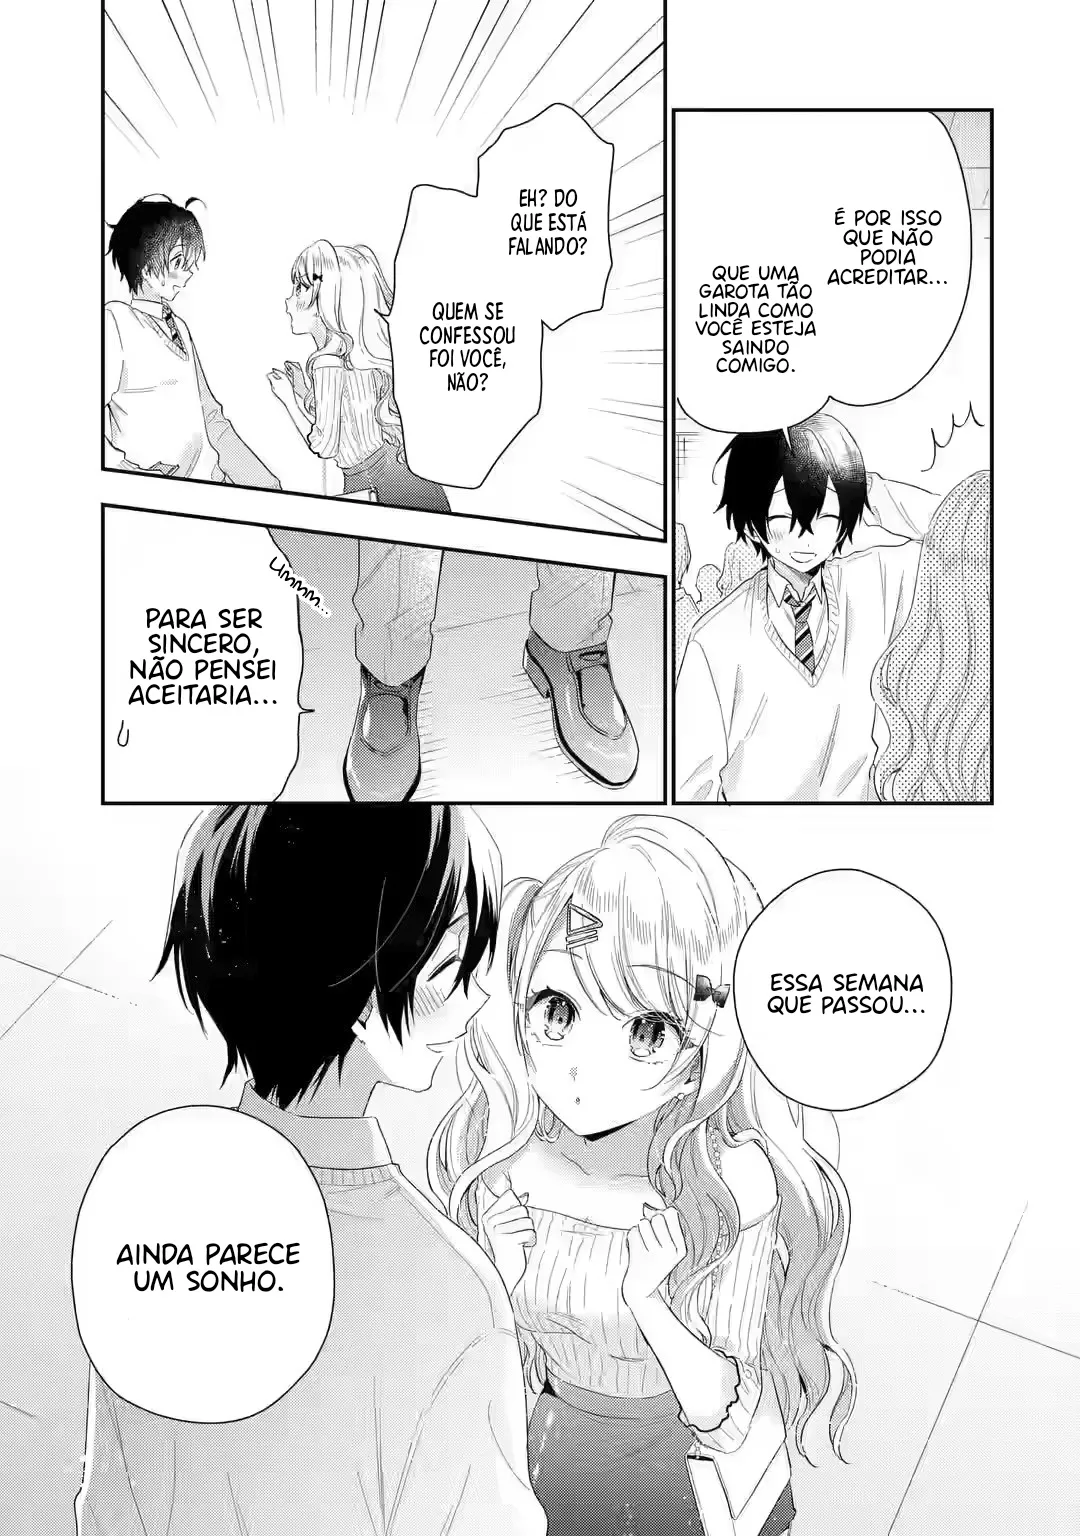 É POR ISSO
QUE NÃO
PODIA
ACREDITAR...
QUE UMA
GAROTA TÃO
LINDA COMO
VOCÊ ESTEJA
SAINDO
COMIGO.
EH? DO
QUE ESTÁ
FALANDO?
QUEM SE
CONFESSOU
FOI VOCÊ,
NÃO?
UMMM...
PARA SER
SINCERO,
NÃO PENSEI
ACEITARIA...
ESSA SEMANA
QUE PASSOU...
AINDA PARECE
UM SONHO.